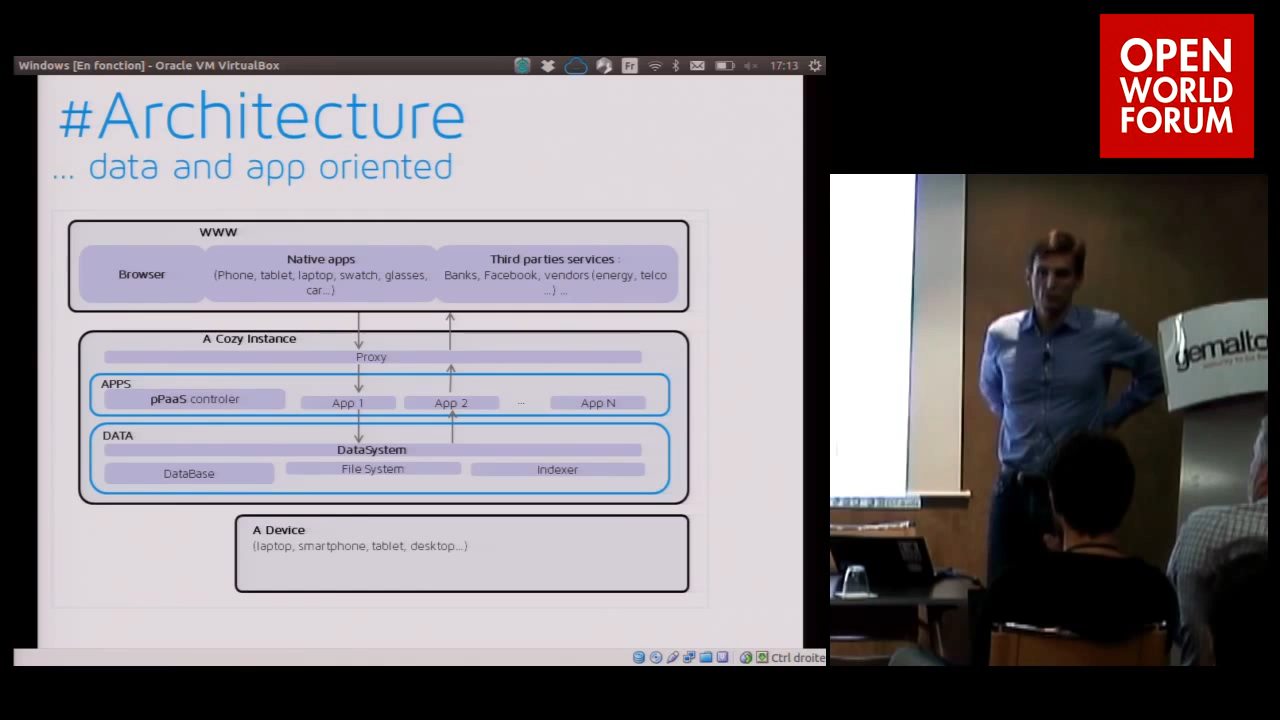 Windows [En fonction] - Oracle VM VirtualBox
Fr
17:13
#Architecture
... data and app oriented
WWW
Browser
Native apps
(Phone, tablet, laptop, swatch, glasses,
car...)
Third parties services :
Banks, Facebook, vendors (energy, telco
...) ...
A Cozy Instance
Proxy
APPS
pPaaS controler
App 1
App 2
...
App N
DATA
DataSystem
DataBase
File System
Indexer
A Device
(laptop, smartphone, tablet, desktop...)
Ctrl droite
OPEN
WORLD
FORUM
gemalto